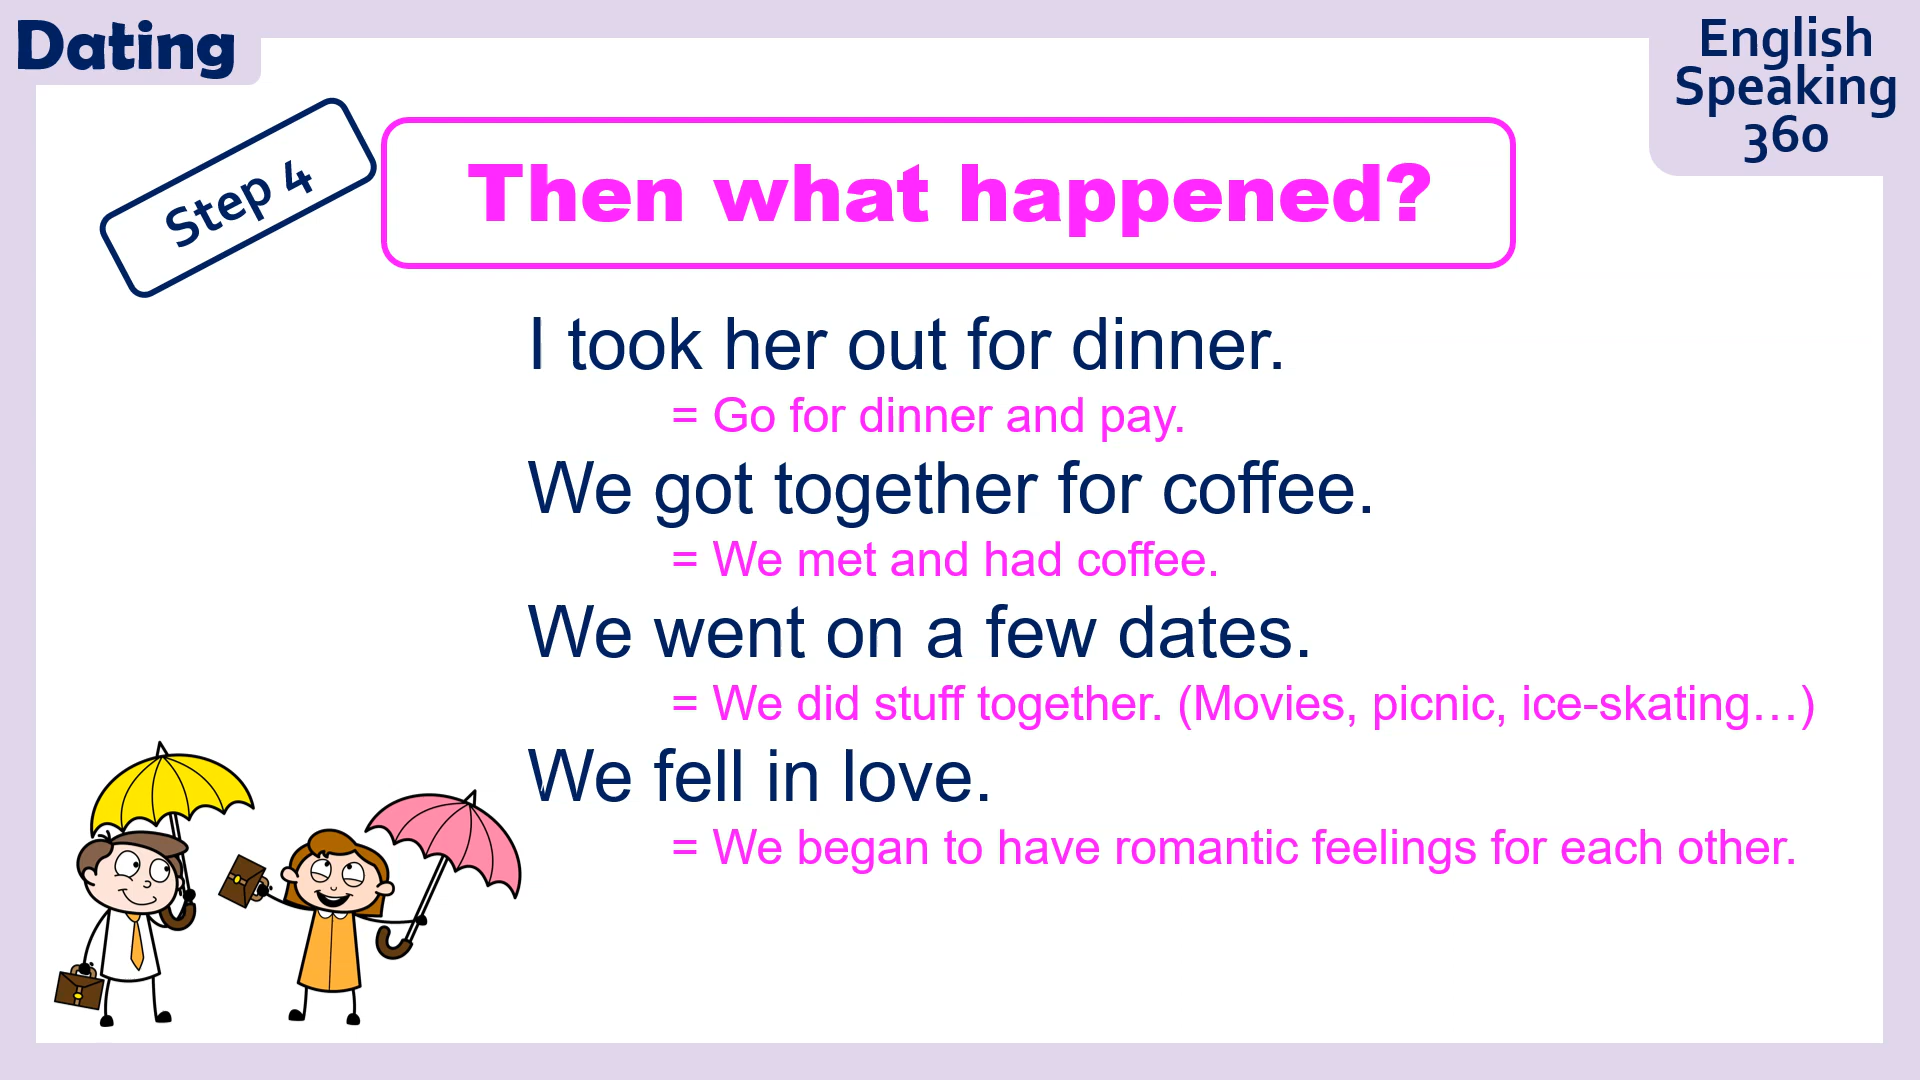 Dating
English
Speaking
360
Step 4
Then what happened?
I took her out for dinner.
= Go for dinner and pay.
We got together for coffee.
= We met and had coffee.
We went on a few dates.
= We did stuff together. (Movies, picnic, ice-skating…)
We fell in love.
= We began to have romantic feelings for each other.